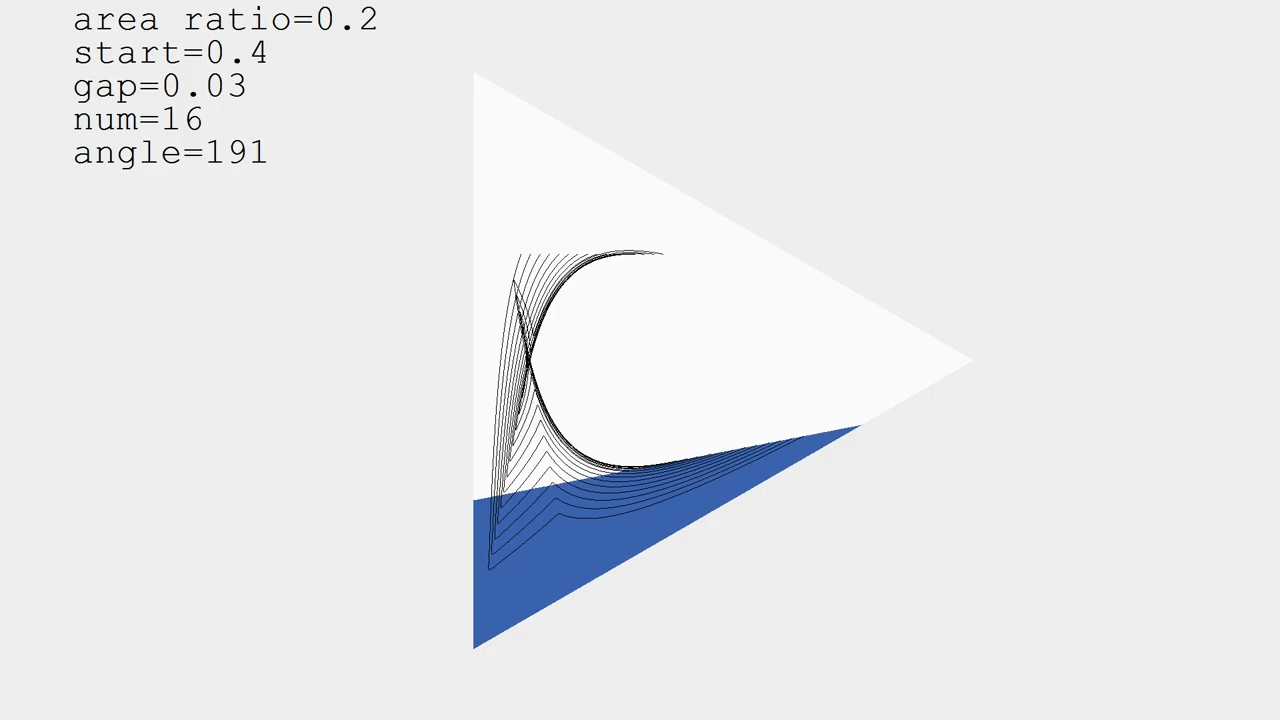 area ratio=0.2
start=0.4
gap=0.03
num=16
angle=191